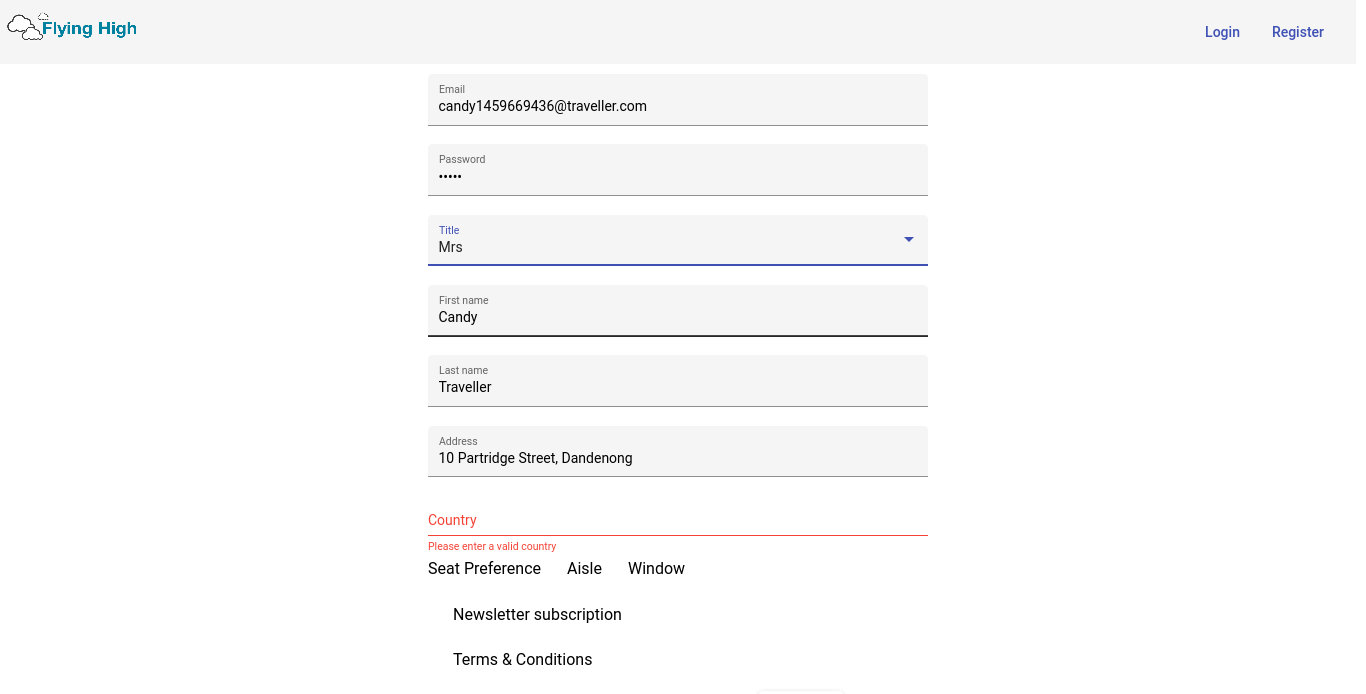 Flying High
Login Register
Email
candy1459669436@traveller.com
Password
•••••
Title
Mrs
First name
Candy
Last name
Traveller
Address
10 Partridge Street, Dandenong
Country
Please enter a valid country
Seat Preference Aisle Window
Newsletter subscription
Terms & Conditions